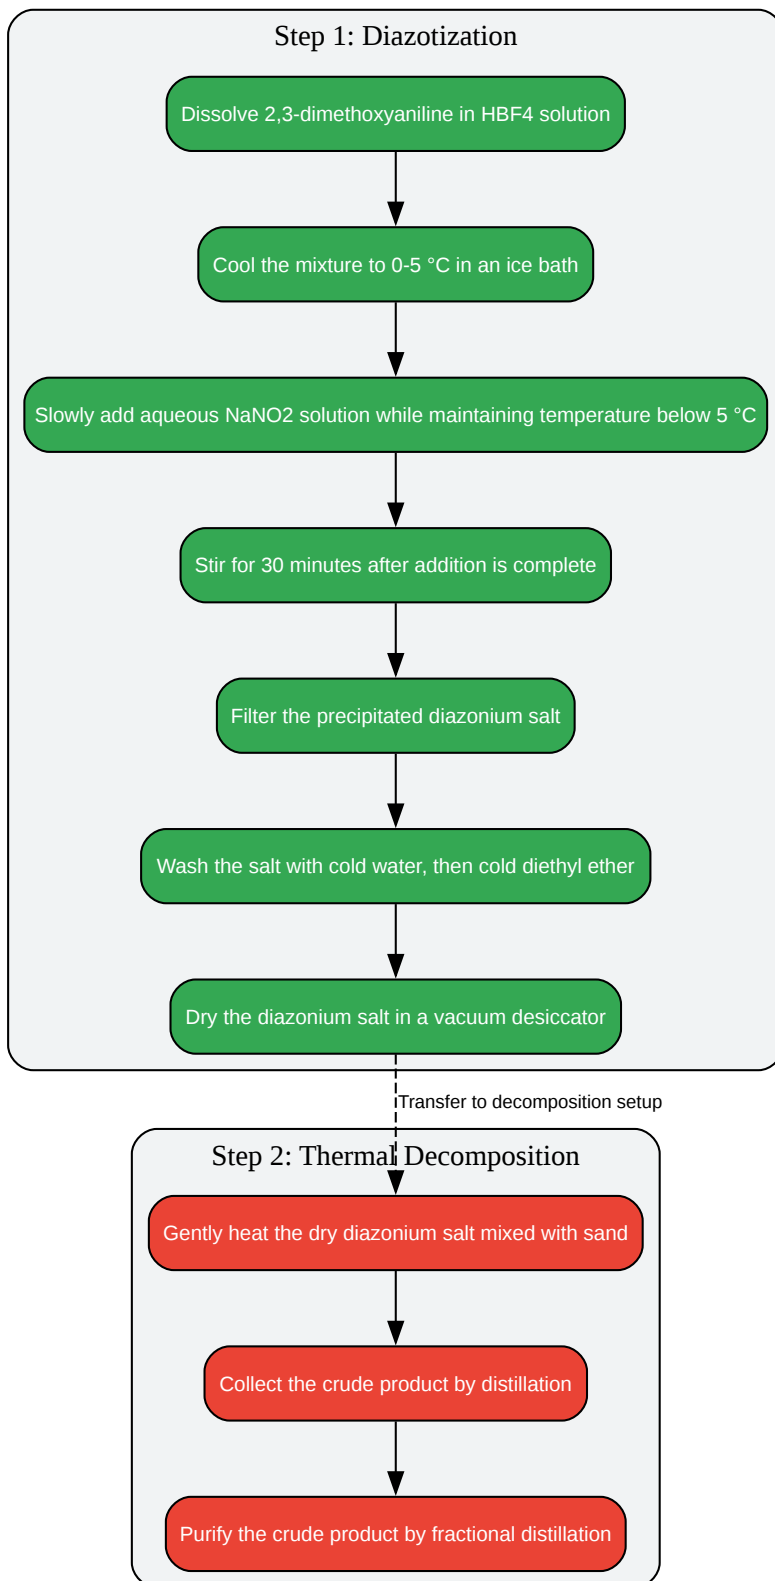 Step 1: Diazotization
Dissolve 2,3-dimethoxyaniline in HBF4 solution
Cool the mixture to 0-5 °C in an ice bath
Slowly add aqueous NaNO2 solution while maintaining temperature below 5 °C
Stir for 30 minutes after addition is complete
Filter the precipitated diazonium salt
Wash the salt with cold water, then cold diethyl ether
Dry the diazonium salt in a vacuum desiccator
Transfer to decomposition setup
Step 2: Thermal Decomposition
Gently heat the dry diazonium salt mixed with sand
Collect the crude product by distillation
Purify the crude product by fractional distillation